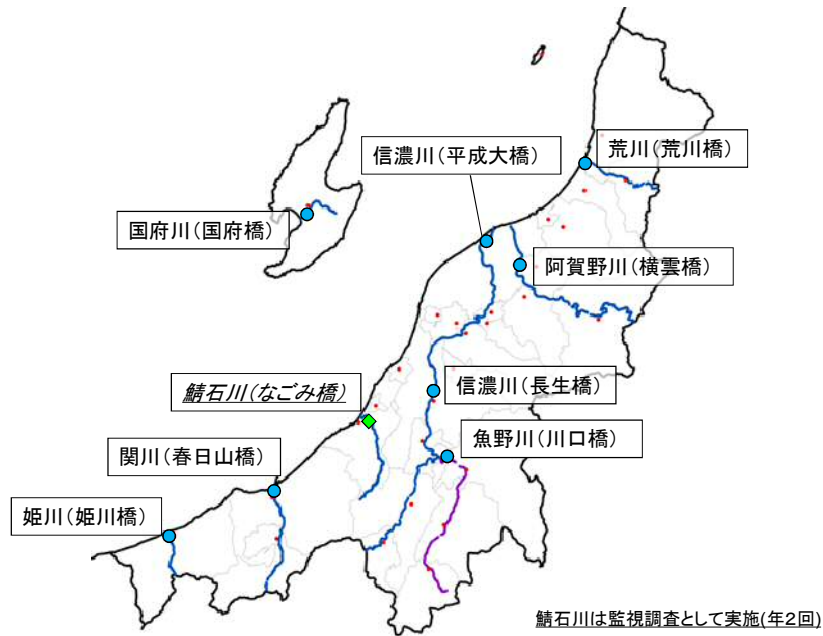 信濃川(平成大橋)
荒川(荒川橋)
国府川(国府橋)
阿賀野川(横雲橋)
鯖石川(なごみ橋)
信濃川(長生橋)
魚野川(川口橋)
関川(春日山橋)
姫川(姫川橋)
鯖石川は監視調査として実施(年2回)